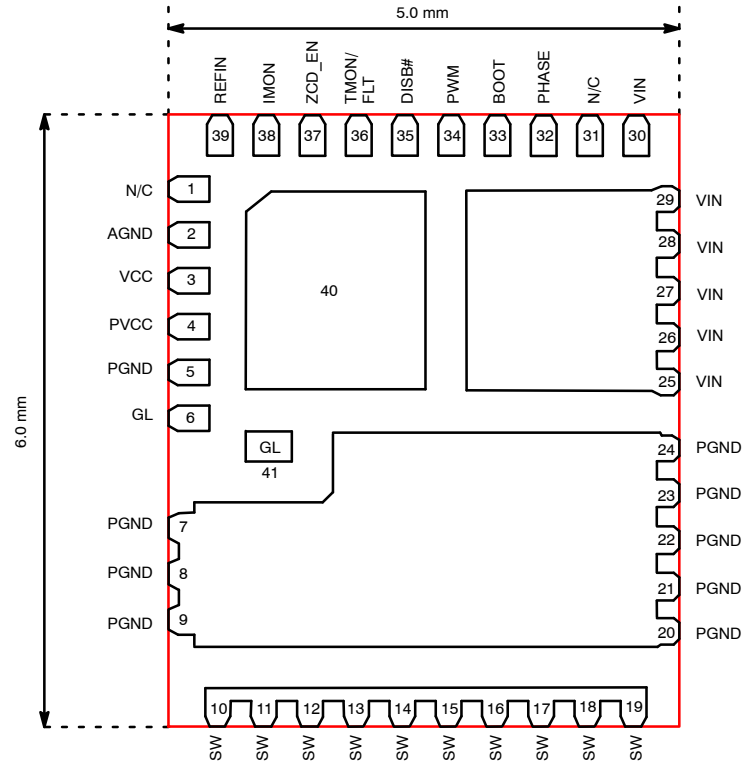 5.0 mm
REFIN
IMON
ZCD_EN
TMON/
FLT
DISB#
PWM
BOOT
PHASE
N/C
VIN
39
38
37
36
35
34
33
32
31
30
6.0 mm
N/C 1
AGND 2
VCC 3
PVCC 4
PGND 5
GL 6
PGND 7
PGND 8
PGND 9
40
GL
41
29 VIN
28 VIN
27 VIN
26 VIN
25 VIN
24 PGND
23 PGND
22 PGND
21 PGND
20 PGND
10
11
12
13
14
15
16
17
18
19
SW
SW
SW
SW
SW
SW
SW
SW
SW
SW